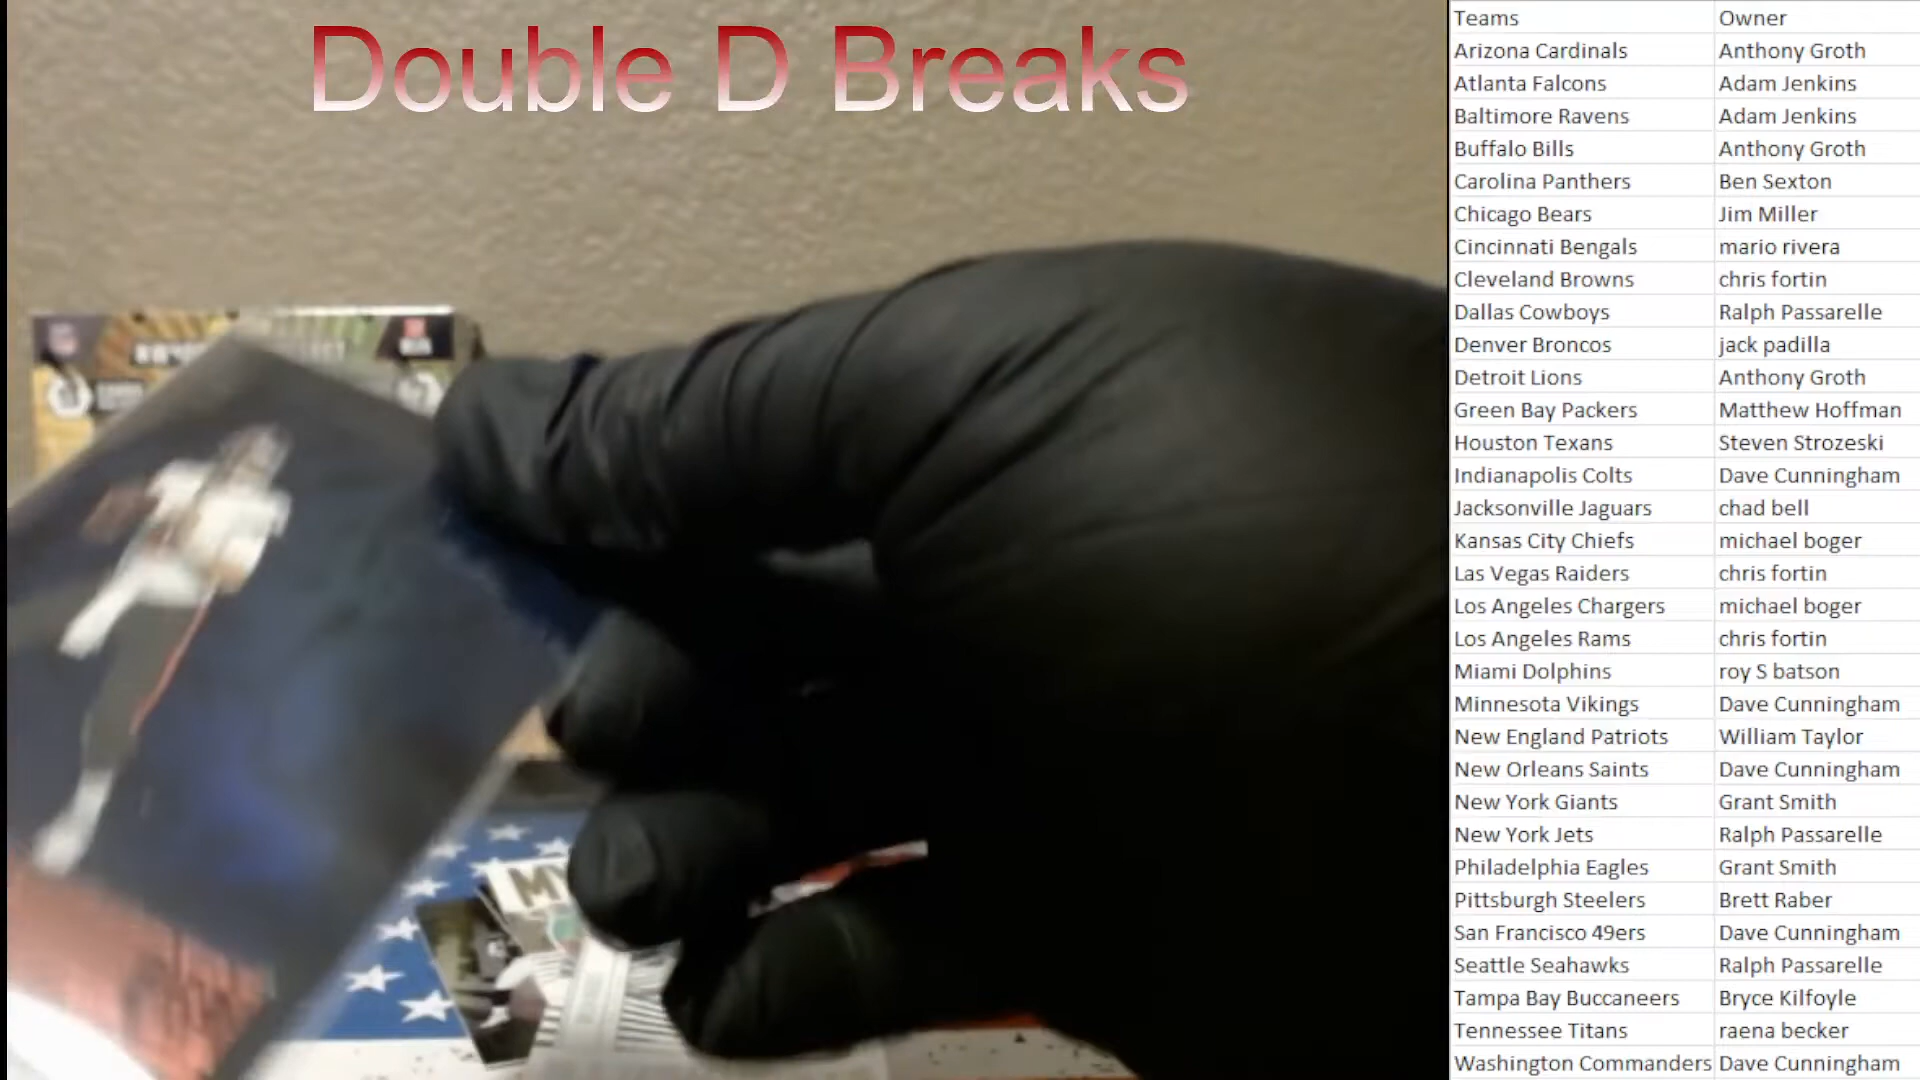 Double D Breaks
Teams Owner
Arizona Cardinals Anthony Groth
Atlanta Falcons Adam Jenkins
Baltimore Ravens Adam Jenkins
Buffalo Bills Anthony Groth
Carolina Panthers Ben Sexton
Chicago Bears Jim Miller
Cincinnati Bengals mario rivera
Cleveland Browns chris fortin
Dallas Cowboys Ralph Passarelle
Denver Broncos jack padilla
Detroit Lions Anthony Groth
Green Bay Packers Matthew Hoffman
Houston Texans Steven Strozeski
Indianapolis Colts Dave Cunningham
Jacksonville Jaguars chad bell
Kansas City Chiefs michael boger
Las Vegas Raiders chris fortin
Los Angeles Chargers michael boger
Los Angeles Rams chris fortin
Miami Dolphins roy S batson
Minnesota Vikings Dave Cunningham
New England Patriots William Taylor
New Orleans Saints Dave Cunningham
New York Giants Grant Smith
New York Jets Ralph Passarelle
Philadelphia Eagles Grant Smith
Pittsburgh Steelers Brett Raber
San Francisco 49ers Dave Cunningham
Seattle Seahawks Ralph Passarelle
Tampa Bay Buccaneers Bryce Kilfoyle
Tennessee Titans raena becker
Washington Commanders Dave Cunningham